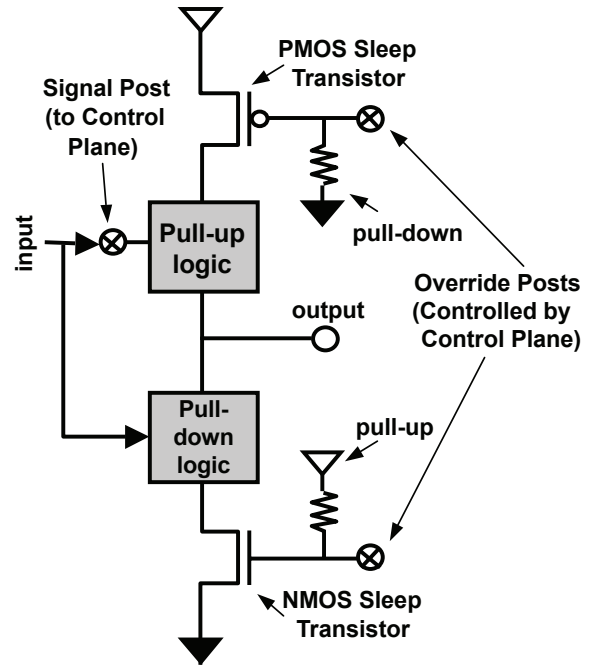 PMOS Sleep
Transistor
Signal Post
(to Control
Plane)
input
Pull-up
logic
pull-down
Override Posts
(Controlled by
Control Plane)
output
Pull-
down
logic
pull-up
NMOS Sleep
Transistor